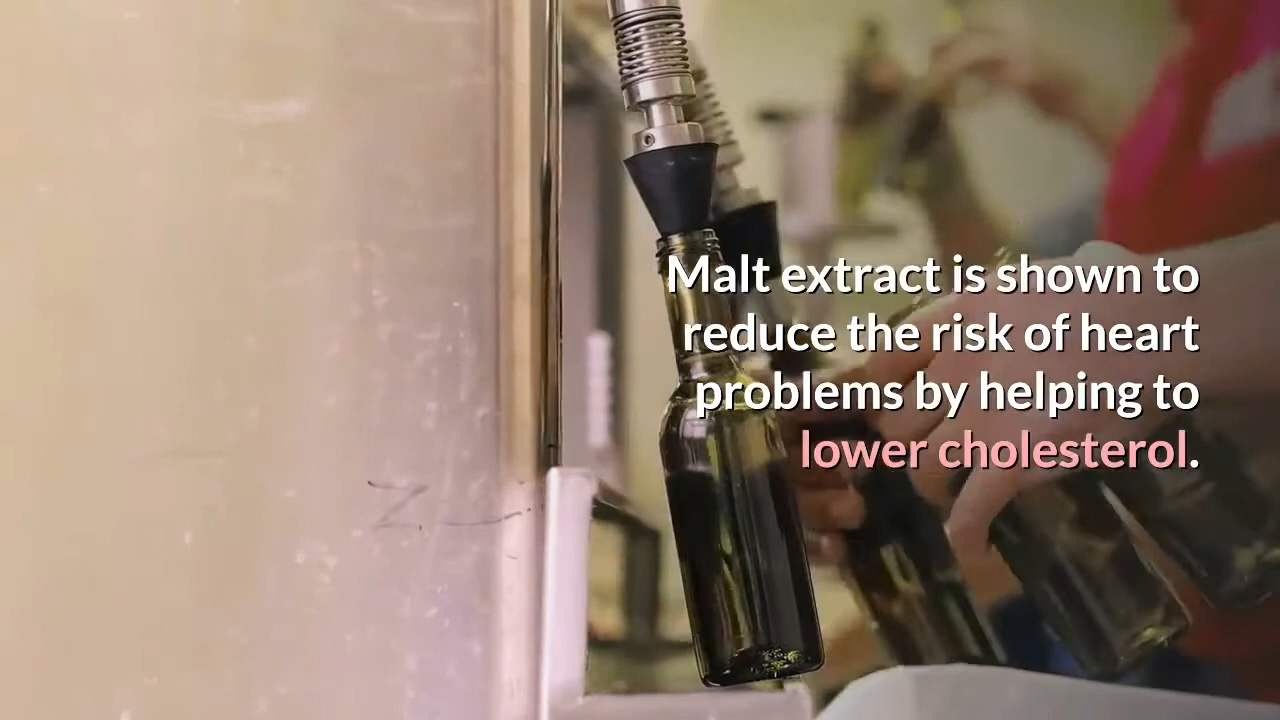 Malt extract is shown to
reduce the risk of heart
problems by helping to
lower cholesterol.